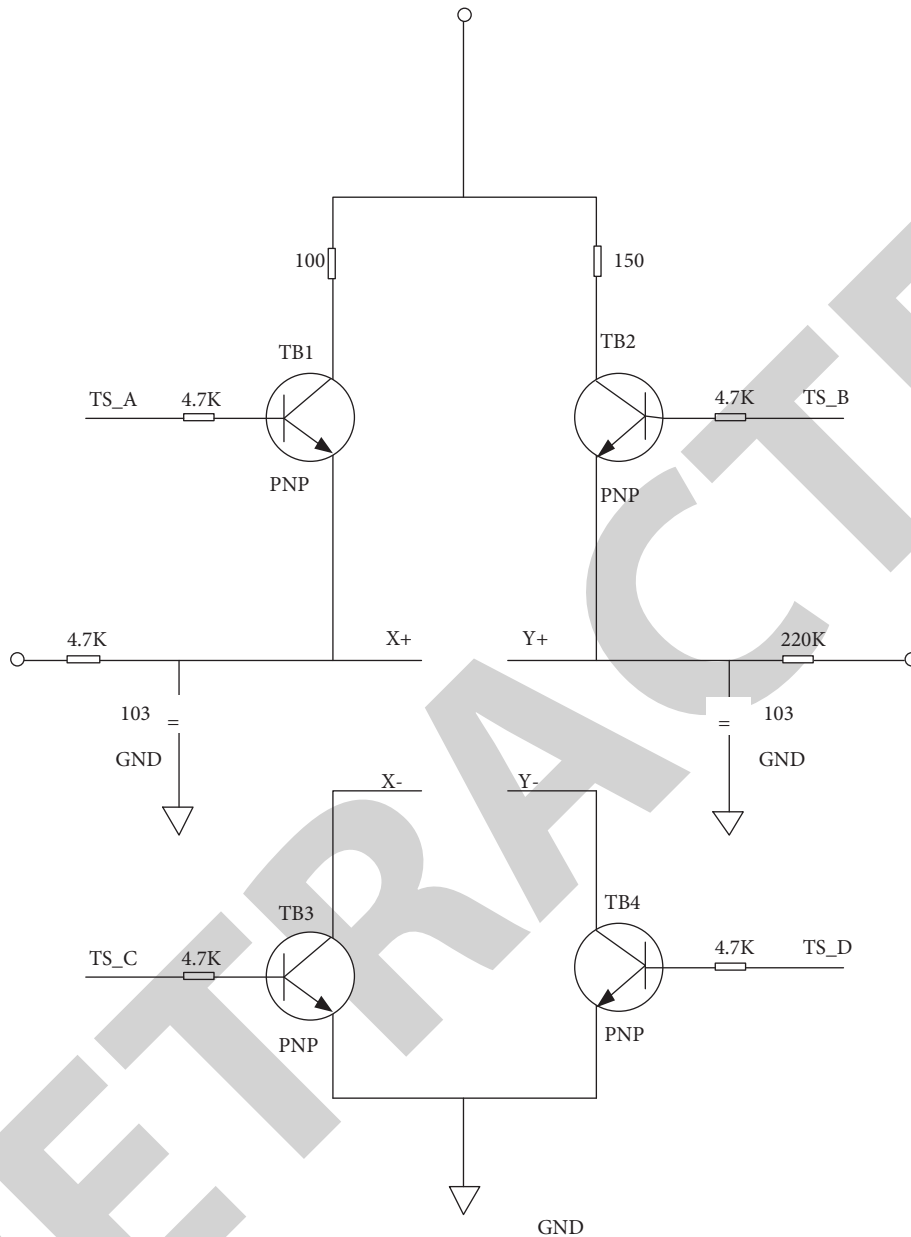 100
150
TB1
TB2
TS_A
4.7K
4.7K
TS_B
PNP
PNP
4.7K
X+
Y+
220K
103
=
=
103
GND
GND
X-
Y-
TB3
TB4
TS_C
4.7K
4.7K
TS_D
PNP
PNP
GND
ETRACTE